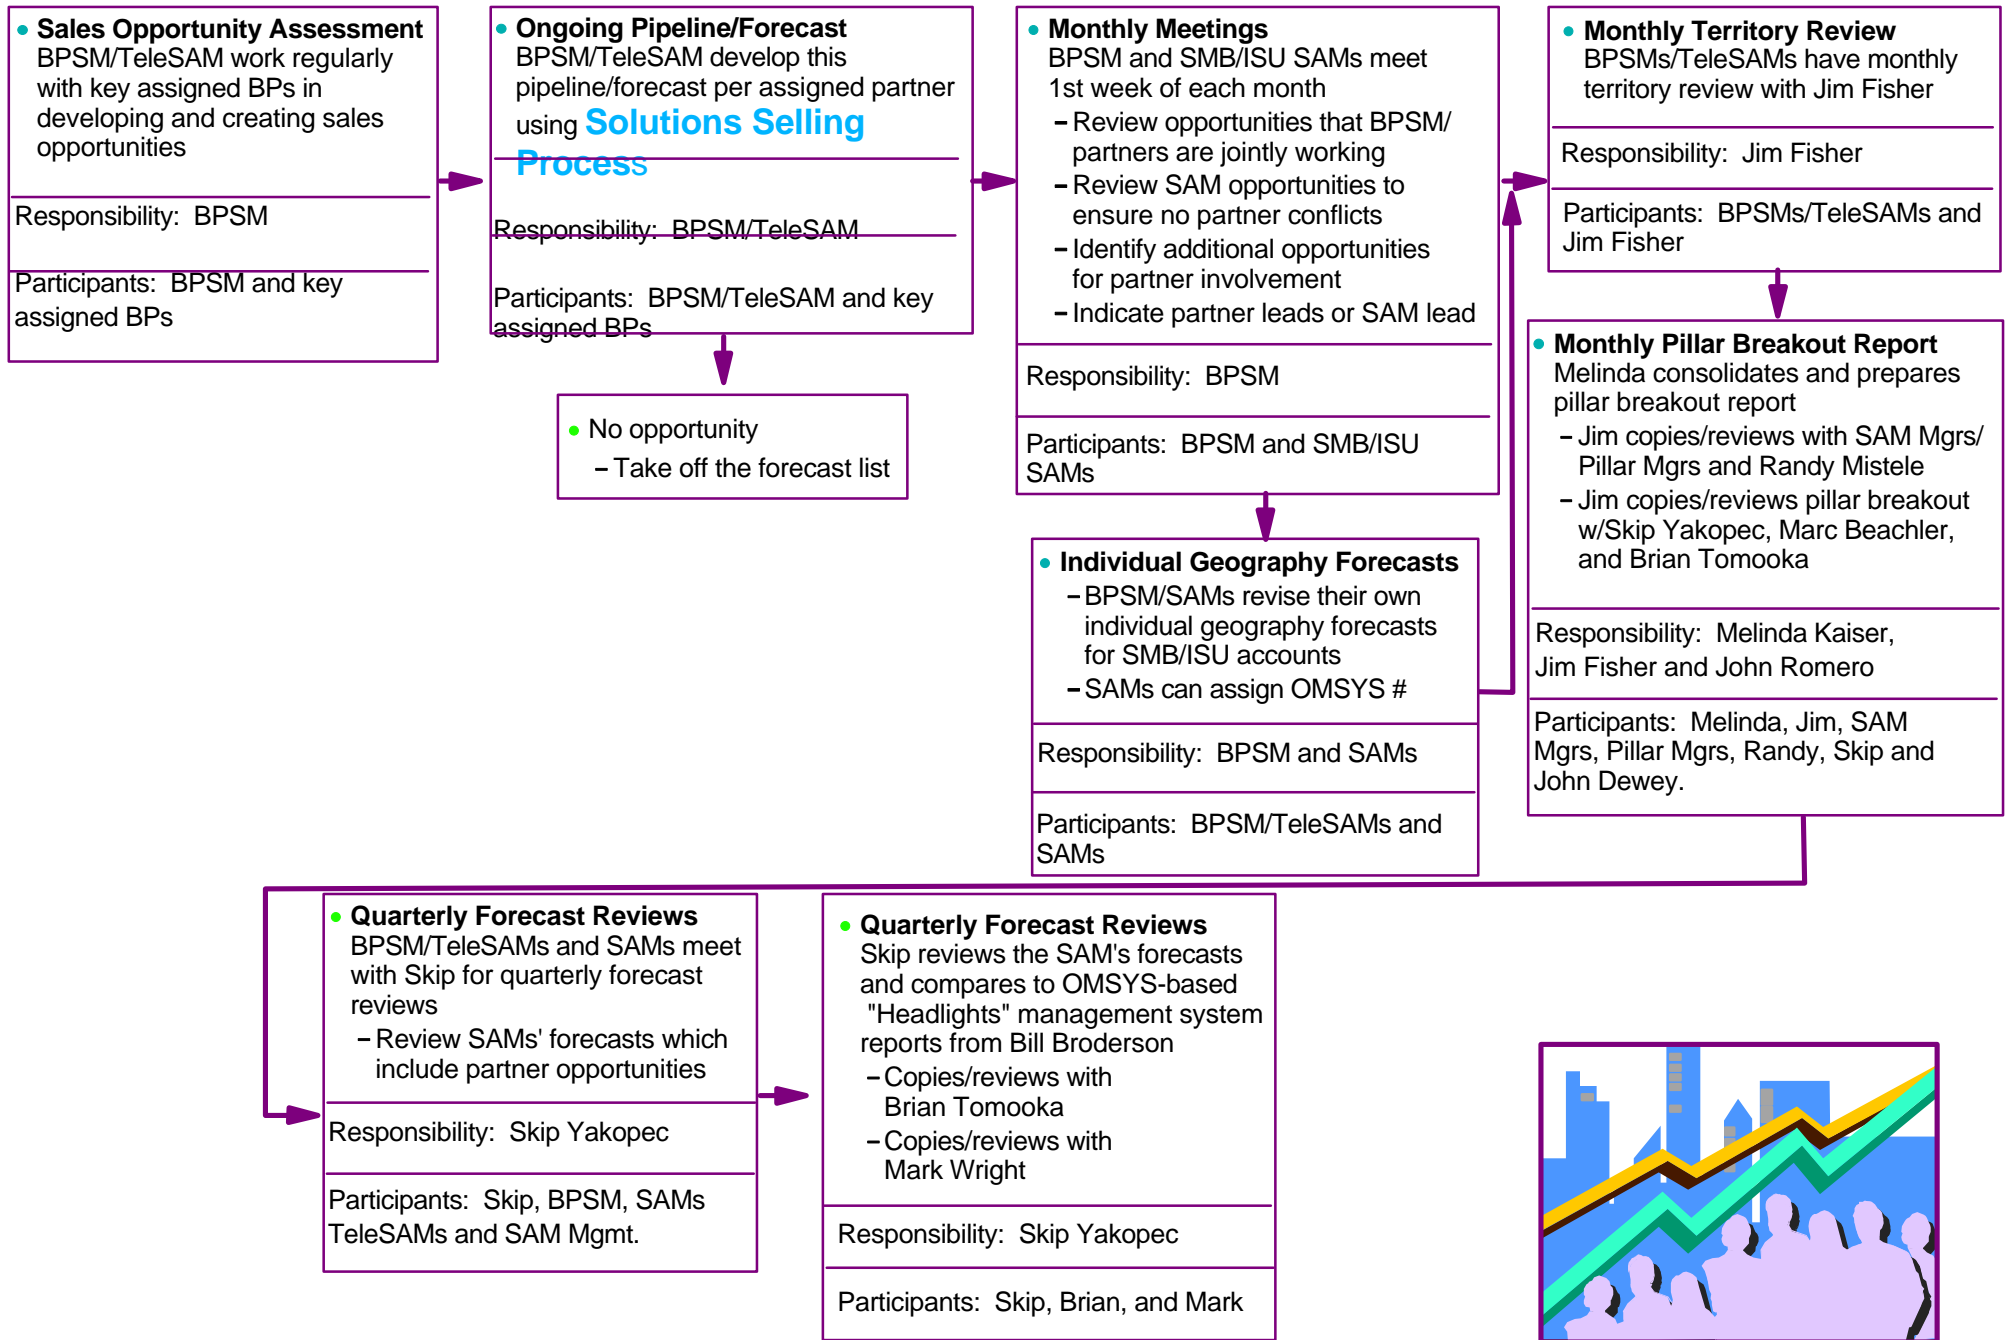 • Sales Opportunity Assessment
BPSM/TeleSAM work regularly
with key assigned BPs in
developing and creating sales
opportunities
Responsibility: BPSM
Participants: BPSM and key
assigned BPs
• Ongoing Pipeline/Forecast
BPSM/TeleSAM develop this
pipeline/forecast per assigned partner
using Solutions Selling
Process
Responsibility: BPSM/TeleSAM
Participants: BPSM/TeleSAM and key
assigned BPs
• No opportunity
– Take off the forecast list
• Monthly Meetings
BPSM and SMB/ISU SAMs meet
1st week of each month
– Review opportunities that BPSM/
partners are jointly working
– Review SAM opportunities to
ensure no partner conflicts
– Identify additional opportunities
for partner involvement
– Indicate partner leads or SAM lead
Responsibility: BPSM
Participants: BPSM and SMB/ISU
SAMs
• Individual Geography Forecasts
– BPSM/SAMs revise their own
individual geography forecasts
for SMB/ISU accounts
– SAMs can assign OMSYS #
Responsibility: BPSM and SAMs
Participants: BPSM/TeleSAMs and
SAMs
• Monthly Territory Review
BPSMs/TeleSAMs have monthly
territory review with Jim Fisher
Responsibility: Jim Fisher
Participants: BPSMs/TeleSAMs and
Jim Fisher
• Monthly Pillar Breakout Report
Melinda consolidates and prepares
pillar breakout report
– Jim copies/reviews with SAM Mgrs/
Pillar Mgrs and Randy Mistele
– Jim copies/reviews pillar breakout
w/Skip Yakopec, Marc Beachler,
and Brian Tomooka
Responsibility: Melinda Kaiser,
Jim Fisher and John Romero
Participants: Melinda, Jim, SAM
Mgrs, Pillar Mgrs, Randy, Skip and
John Dewey.
• Quarterly Forecast Reviews
BPSM/TeleSAMs and SAMs meet
with Skip for quarterly forecast
reviews
– Review SAMs' forecasts which
include partner opportunities
Responsibility: Skip Yakopec
Participants: Skip, BPSM, SAMs
TeleSAMs and SAM Mgmt.
• Quarterly Forecast Reviews
Skip reviews the SAM's forecasts
and compares to OMSYS-based
"Headlights" management system
reports from Bill Broderson
– Copies/reviews with
Brian Tomooka
– Copies/reviews with
Mark Wright
Responsibility: Skip Yakopec
Participants: Skip, Brian, and Mark